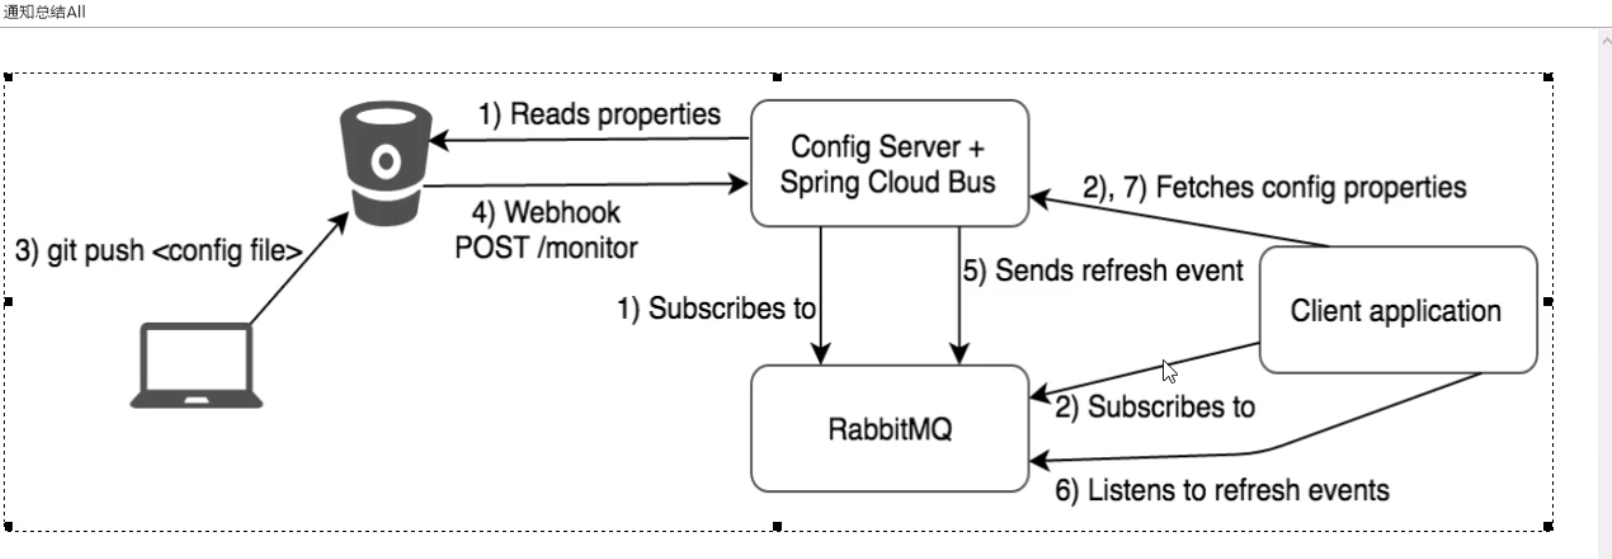 通知总结All
1) Reads properties
Config Server +
Spring Cloud Bus
2), 7) Fetches config properties
4) Webhook
POST /monitor
3) git push <config file>
5) Sends refresh event
1) Subscribes to
Client application
2) Subscribes to
RabbitMQ
6) Listens to refresh events